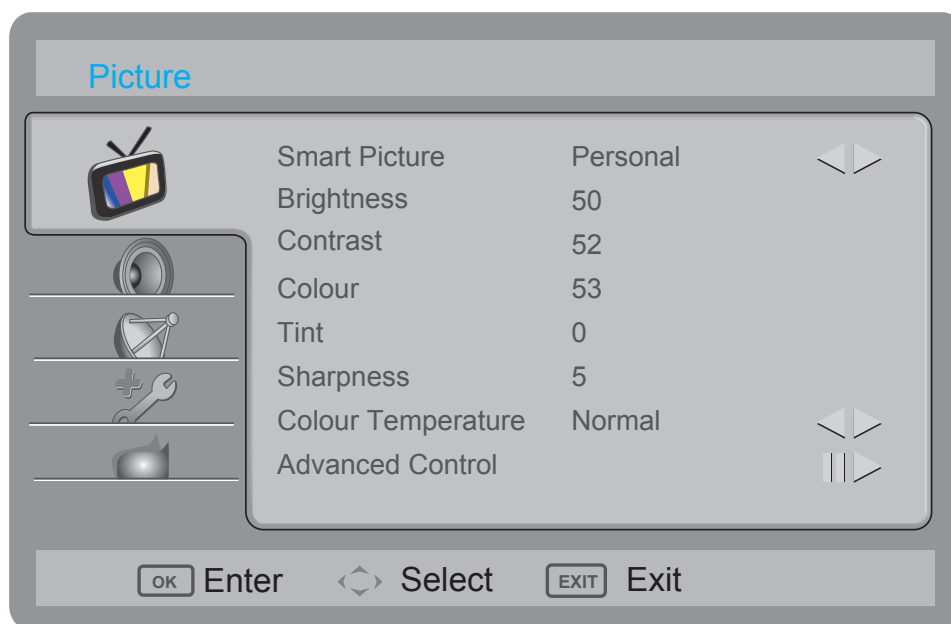 Picture
Smart Picture Personal
Brightness 50
Contrast 52
Colour 53
Tint 0
Sharpness 5
Colour Temperature Normal
Advanced Control
OK Enter Select EXIT Exit